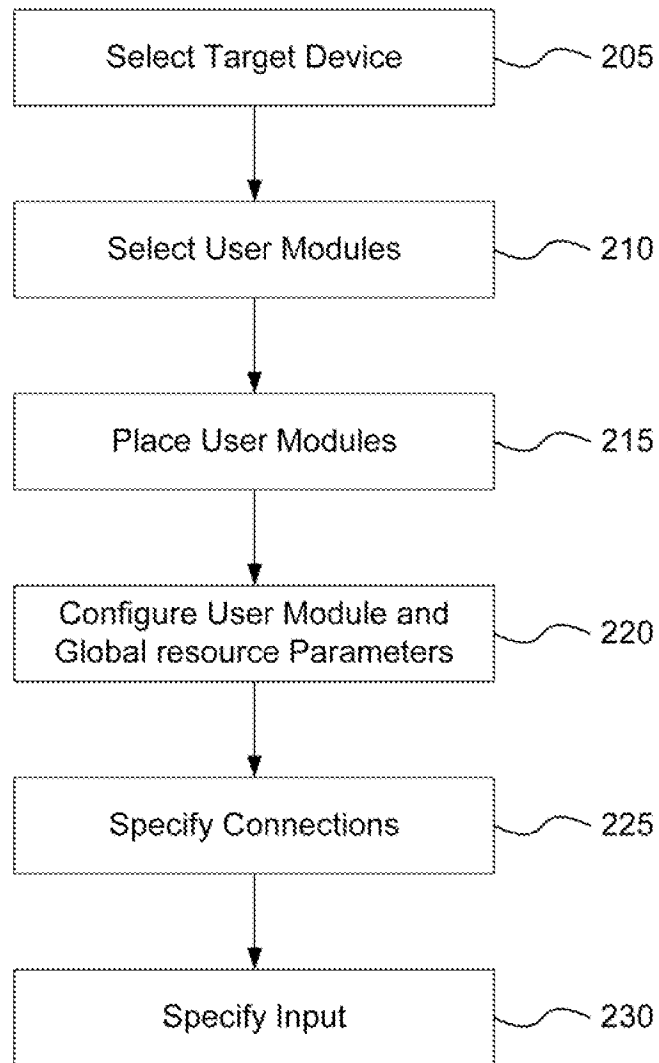 Select Target Device
205
Select User Modules
210
Place User Modules
215
Configure User Module and
Global resource Parameters
220
Specify Connections
225
Specify Input
230